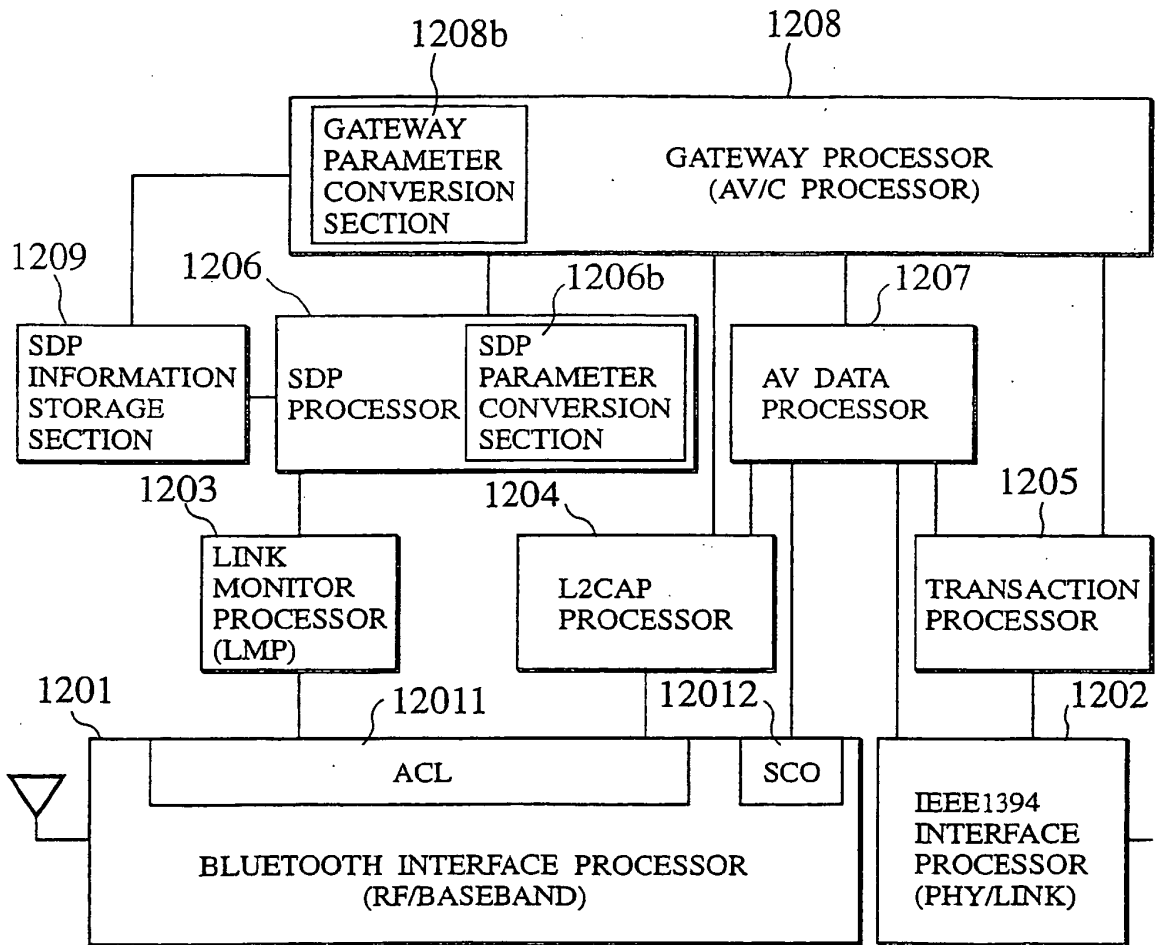 1208b
1208
GATEWAY
PARAMETER
CONVERSION
SECTION
GATEWAY PROCESSOR
(AV/C PROCESSOR)
1209
1206
1206b
1207
SDP
INFORMATION
STORAGE
SECTION
SDP
PROCESSOR
SDP
PARAMETER
CONVERSION
SECTION
AV DATA
PROCESSOR
1203
1204
1205
LINK
MONITOR
PROCESSOR
(LMP)
L2CAP
PROCESSOR
TRANSACTION
PROCESSOR
1201
12011
12012
1202
ACL
SCO
BLUETOOTH INTERFACE PROCESSOR
(RF/BASEBAND)
IEEE1394
INTERFACE
PROCESSOR
(PHY/LINK)